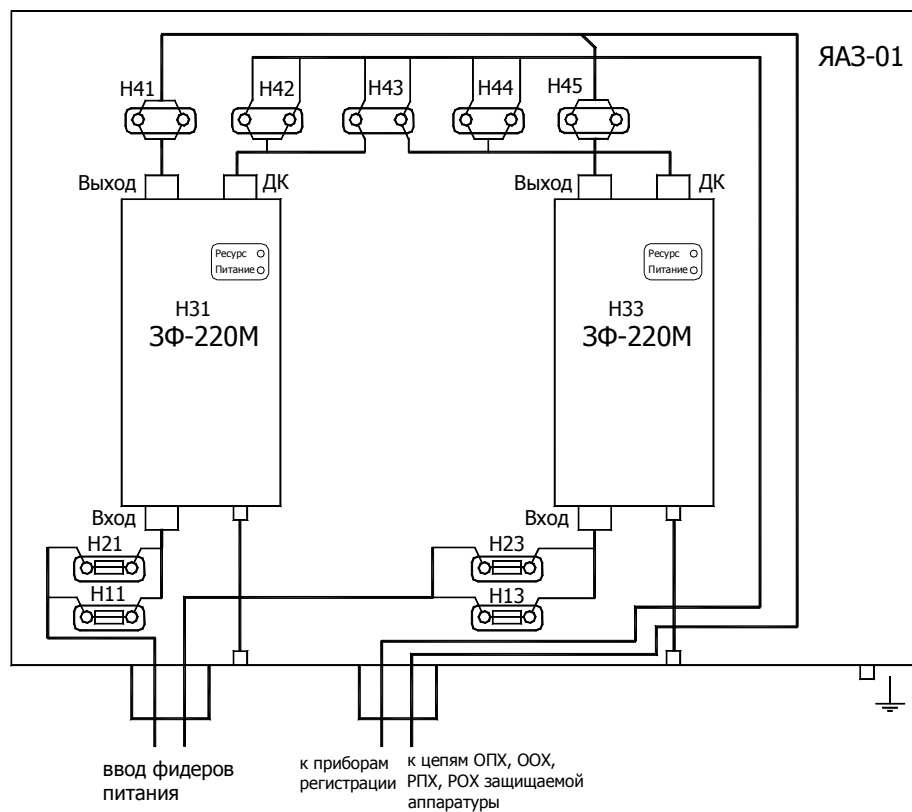 ЯАЗ-01
Н41
Н42
Н43
Н44
Н45
Выход
ДК
Выход
ДК
Ресурс
Питание
Ресурс
Питание
Н31
ЗФ-220М
Н33
ЗФ-220М
Вход
Вход
Н21
Н23
Н11
Н13
ввод фидеров
питания
к приборам
регистрации
к цепям ОПХ, ООХ,
РПХ, РОХ защищаемой
аппаратуры